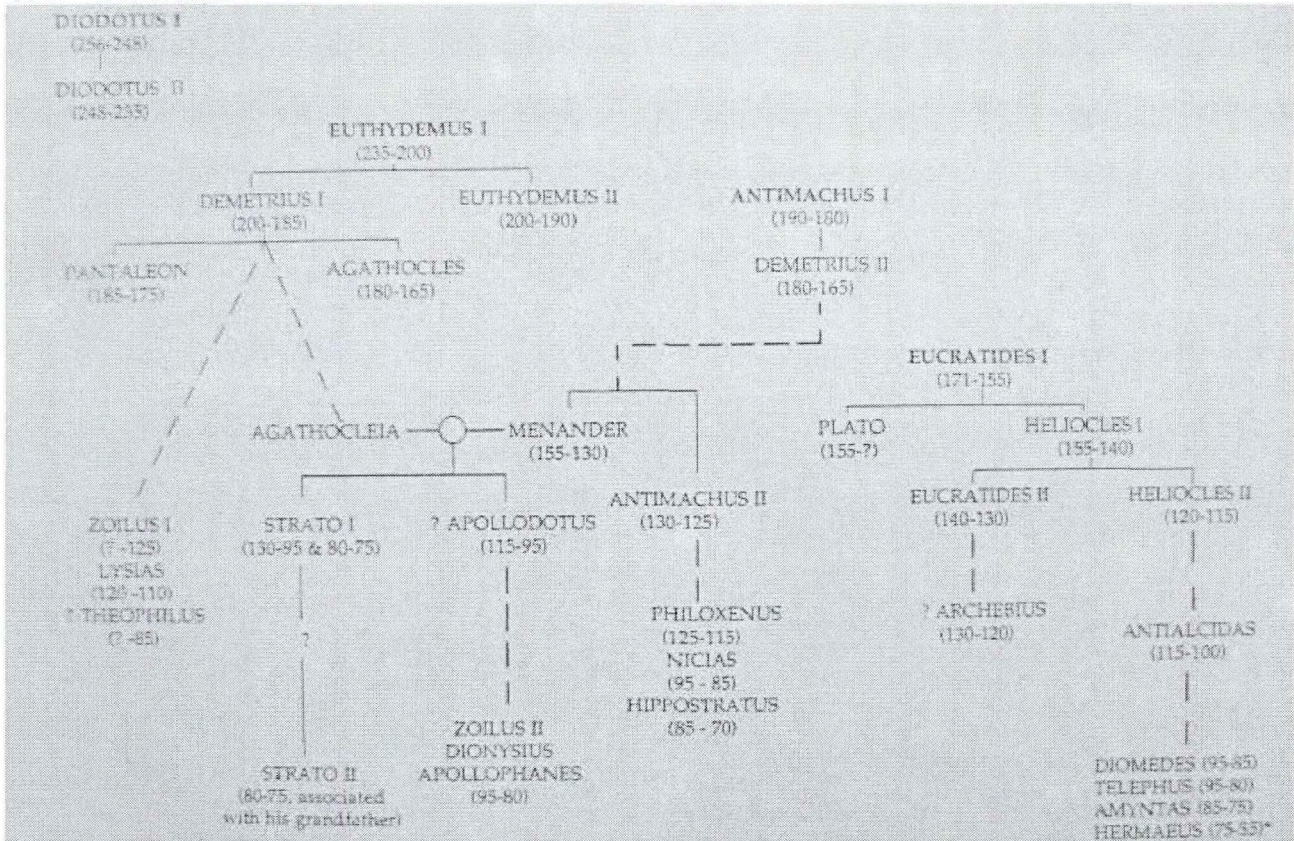 DIODOTUS I
(256-248)
DIODOTUS II
(248-235)
EUTHYDEMUS I
(235-200)
DEMETRIUS I
(200-185)
EUTHYDEMUS II
(200-190)
ANTIMACHUS I
(190-180)
PANTALEON
(185-175)
AGATHOCLES
(180-165)
DEMETRIUS II
(180-165)
EUCRATIDES I
(171-155)
AGATHOCLEIA
MENANDER
(155-130)
PLATO
(155-?)
HELIOCLES I
(155-140)
ZOILUS I
(? -125)
LYSIAS
(120-110)
? THEOPHILUS
(? -85)
STRATO I
(130-95 & 80-75)
? APOLLODOTUS
(115-95)
ANTIMACHUS II
(130-125)
EUCRATIDES II
(140-130)
HELIOCLES II
(120-115)
?
PHILOXENUS
(125-115)
NICIAS
(95 - 85)
HIPPOSTRATUS
(85 - 70)
? ARCHEBIUS
(130-120)
ANTIALCIDAS
(115-100)
STRATO II
(80-75, associated
with his grandfather)
ZOILUS II
DIONYSIUS
APOLLOPHANES
(95-80)
DIOMEDES (95-85)
TELEPHUS (95-80)
AMYNTAS (85-75)
HERMAEUS (75-55)*